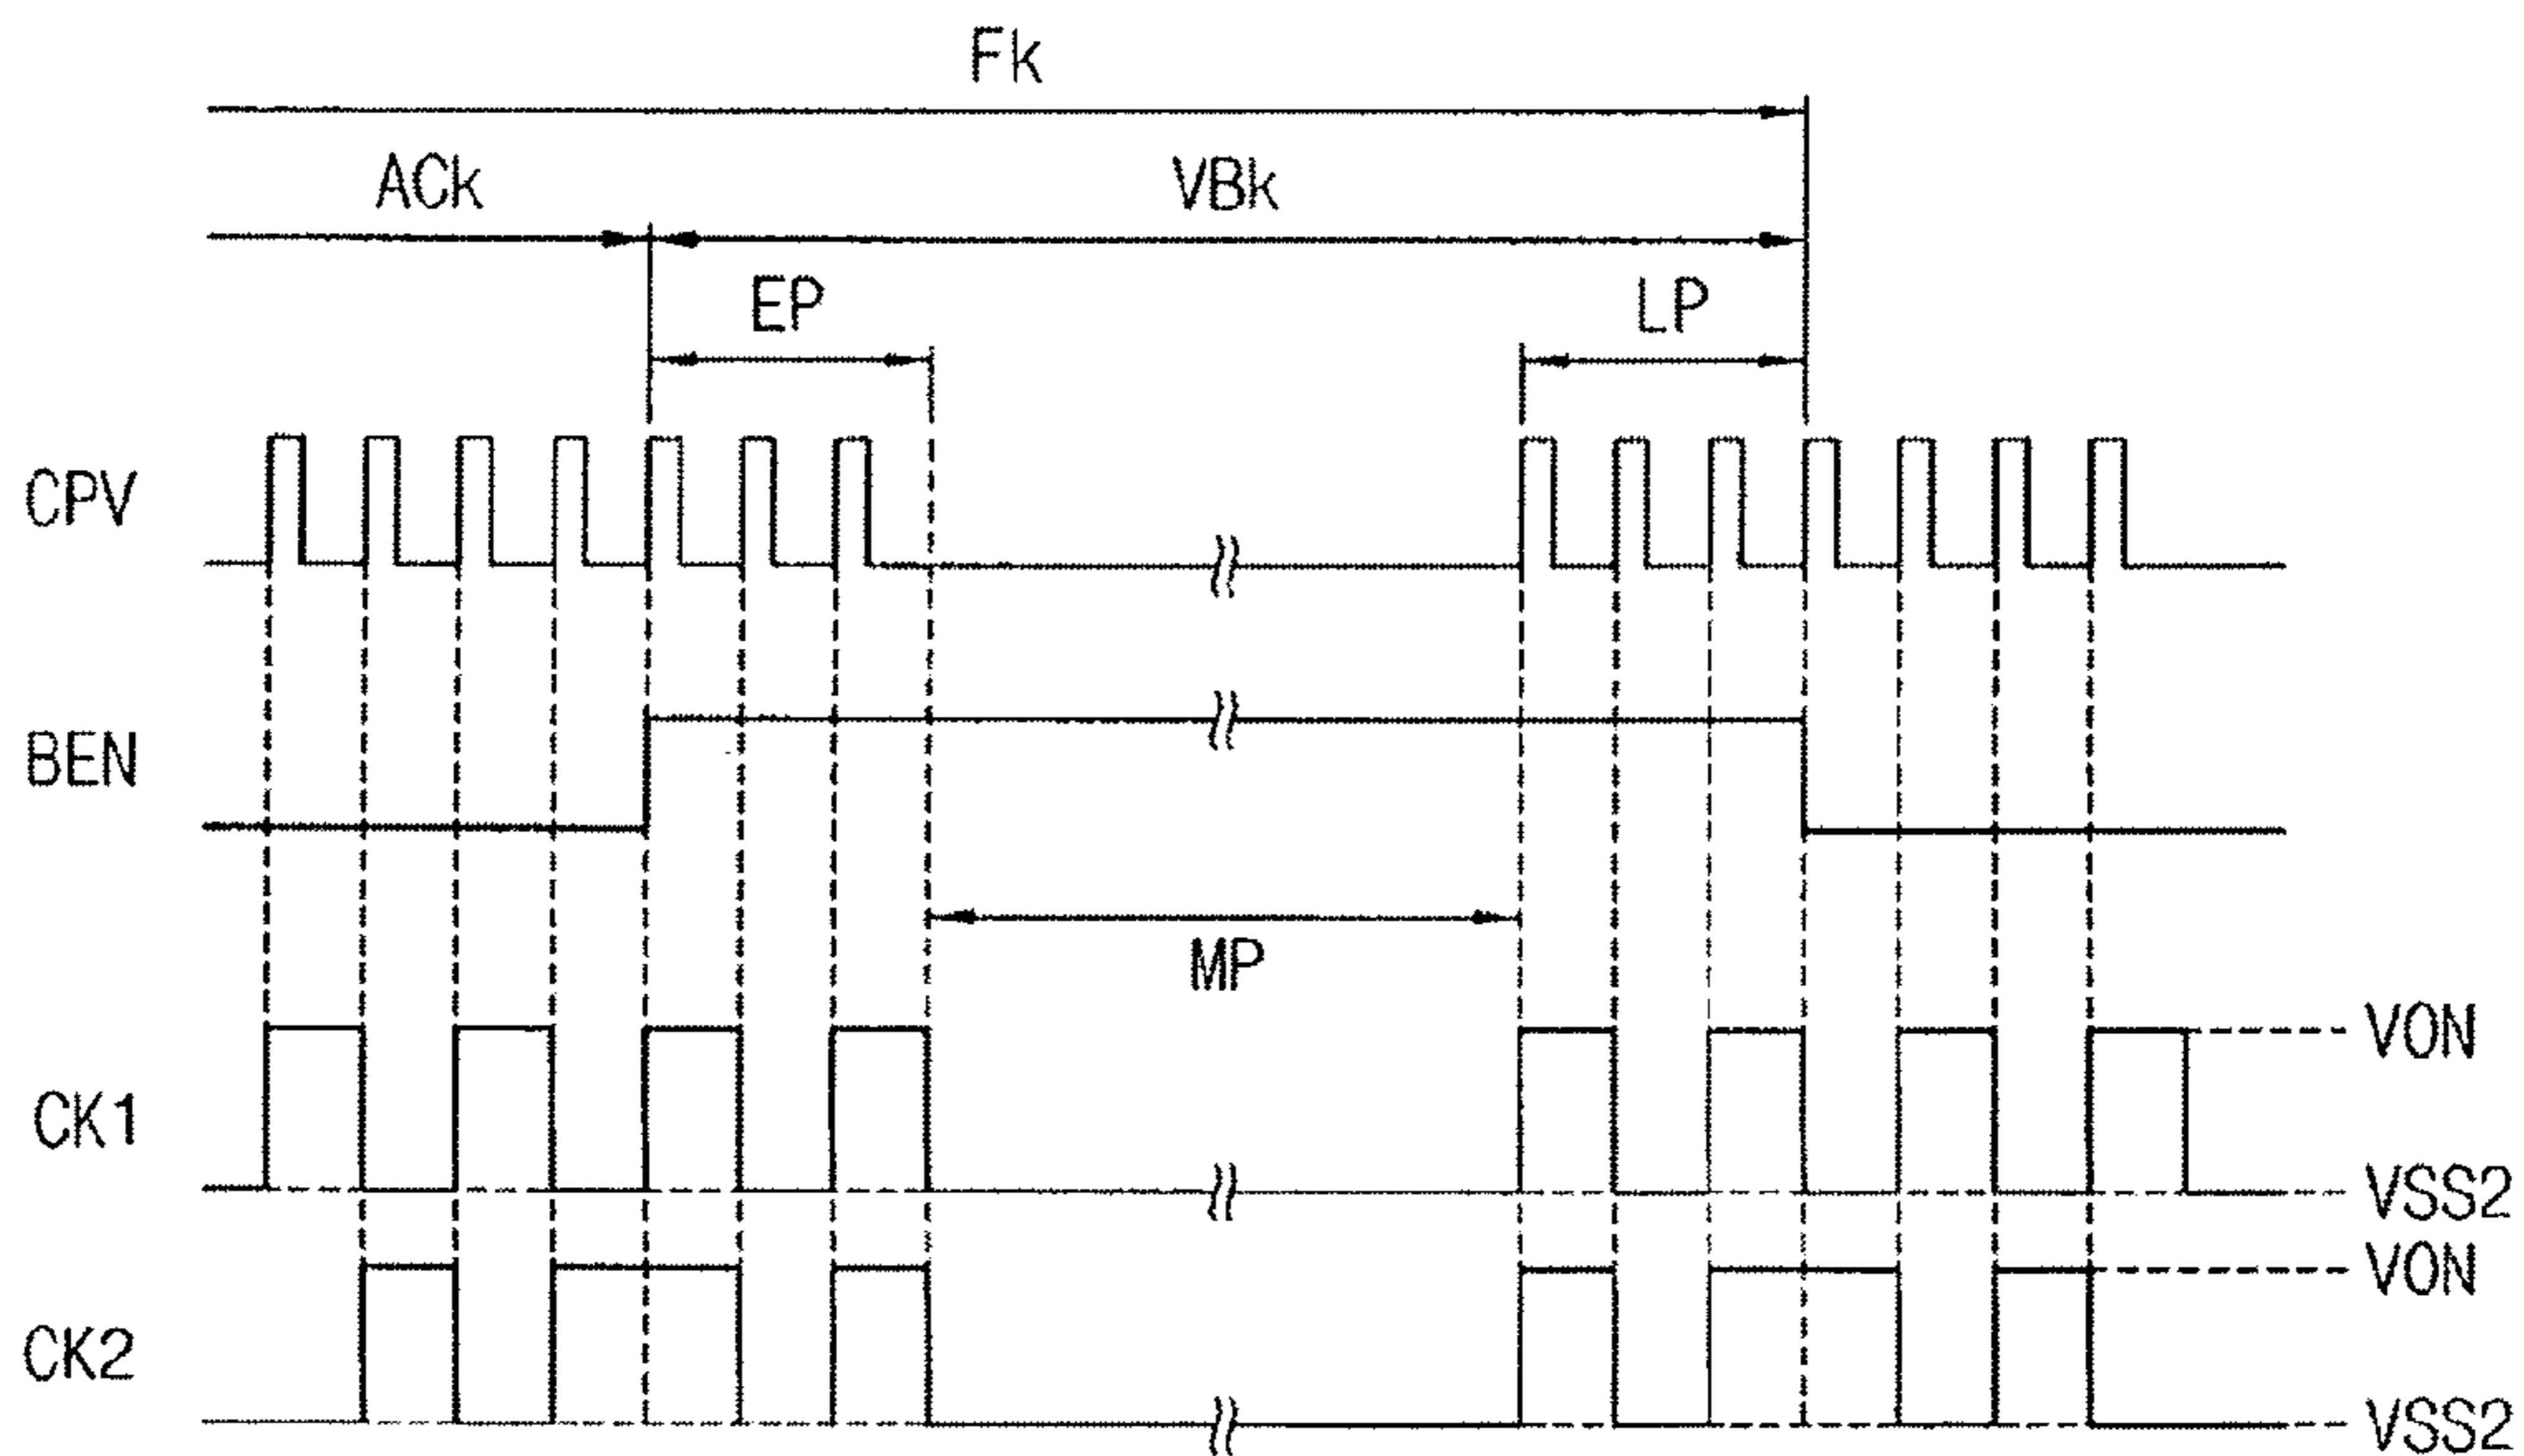 Fk
ACk VBk
EP LP
CPV
BEN
MP
VON
CK1
VSS2
VON
CK2
VSS2